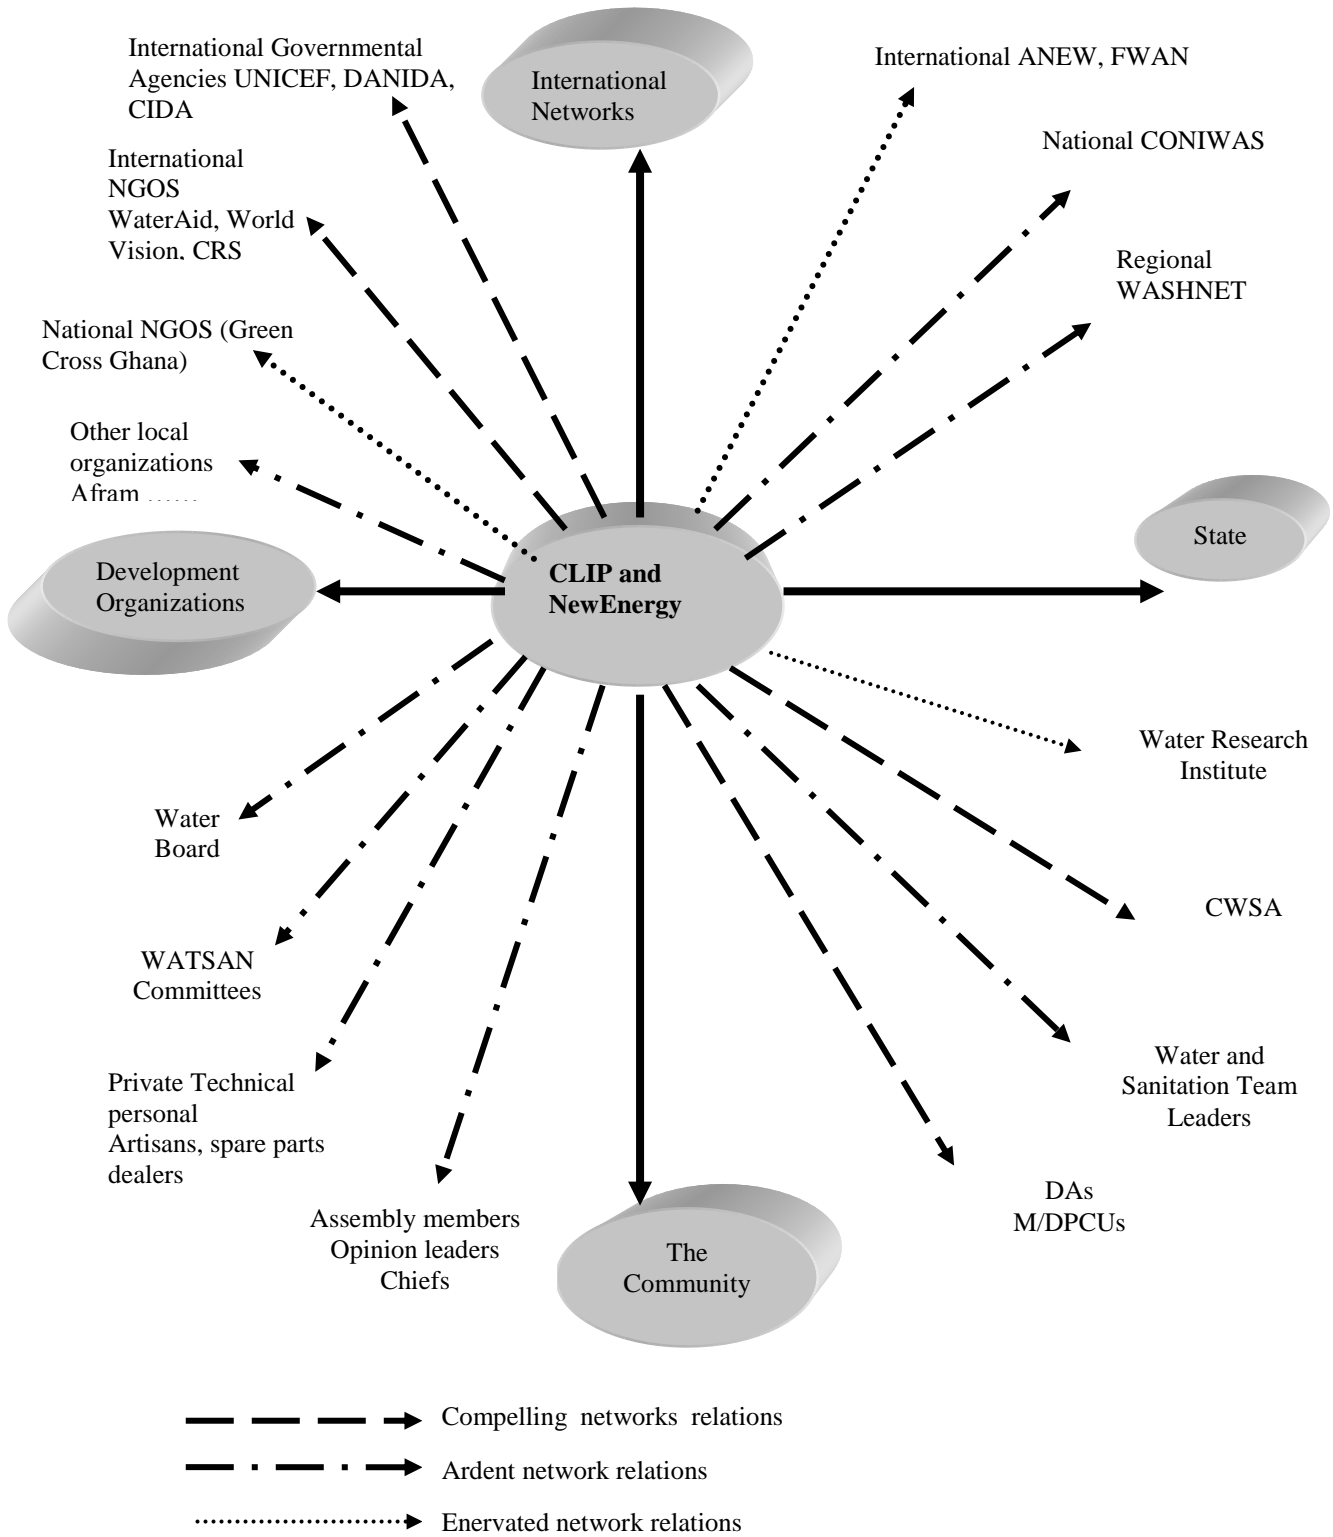 International Governmental
Agencies UNICEF, DANIDA,
CIDA
International
Networks
International ANEW, FWAN
National CONIWAS
International
NGOS
WaterAid, World
Vision, CRS
Regional
WASHNET
National NGOS (Green
Cross Ghana)
Other local
organizations
Afram ……
State
Development
Organizations
CLIP and
NewEnergy
Water Research
Institute
Water
Board
CWSA
WATSAN
Committees
Water and
Sanitation Team
Leaders
Private Technical
personal
Artisans, spare parts
dealers
DAs
M/DPCUs
Assembly members
Opinion leaders
Chiefs
The
Community
Compelling networks relations
Ardent network relations
Enervated network relations